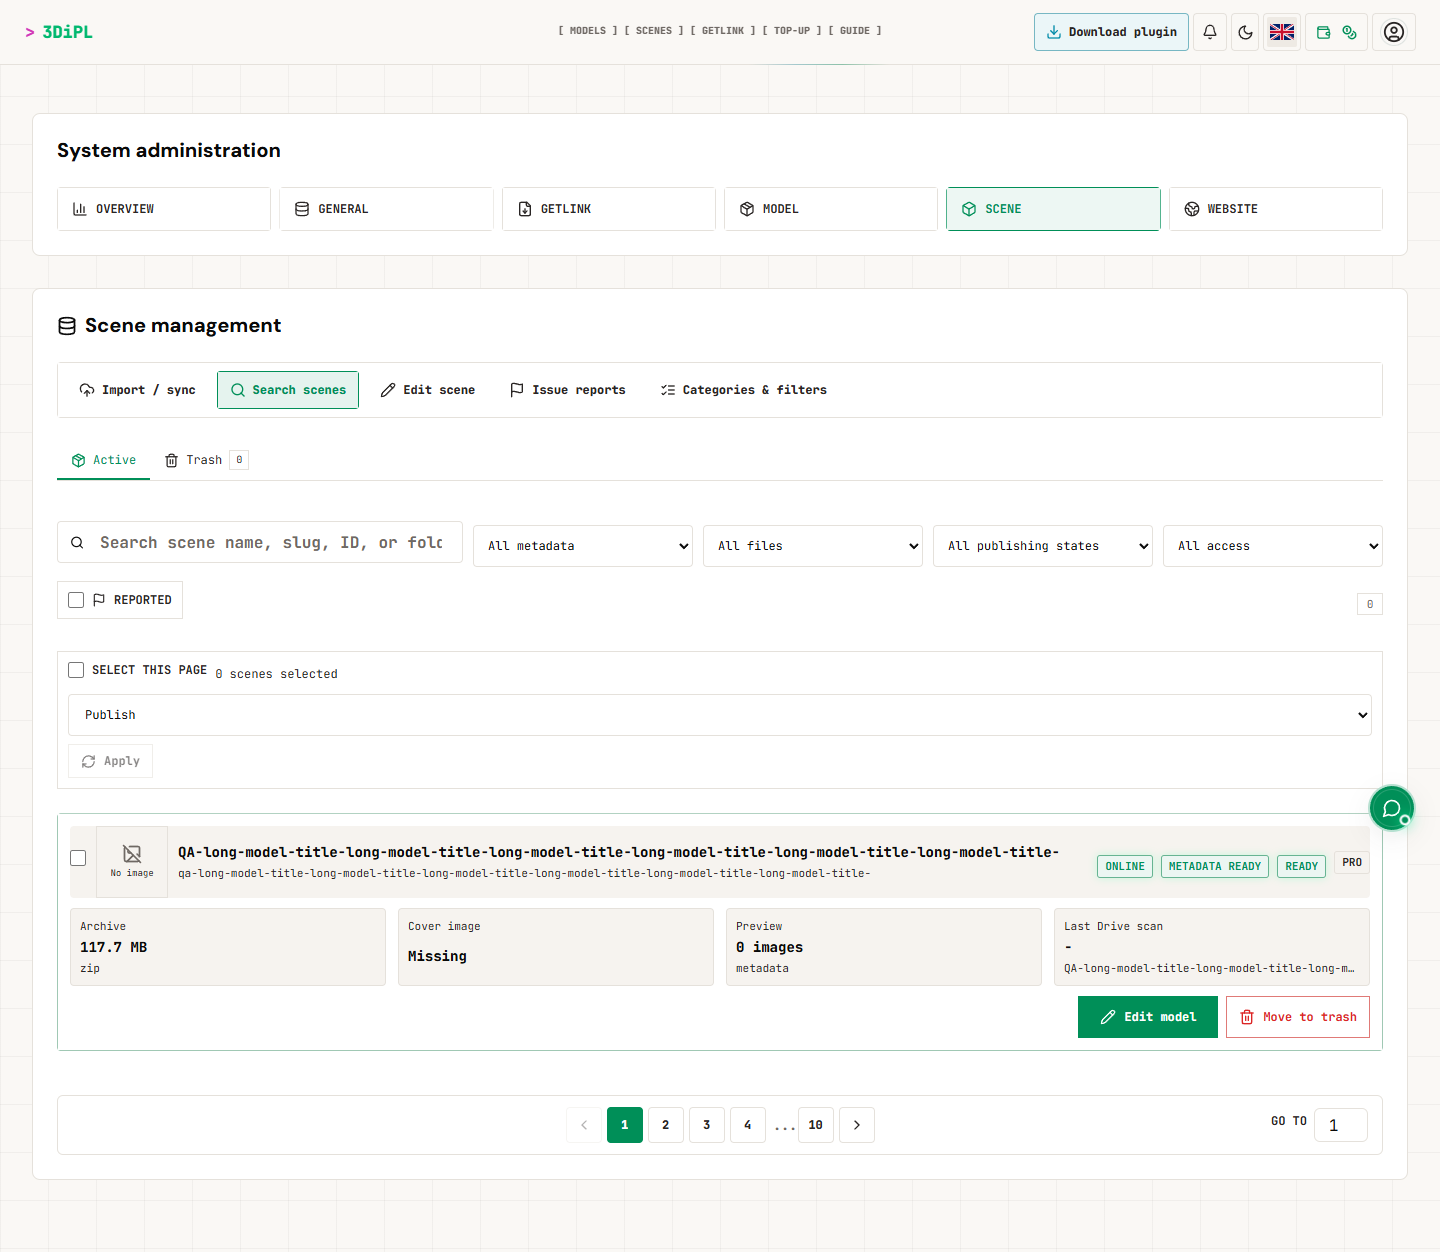 > 3DiPL
[ MODELS ] [ SCENES ] [ GETLINK ] [ TOP-UP ] [ GUIDE ]
Download plugin
System administration
OVERVIEW
GENERAL
GETLINK
MODEL
SCENE
WEBSITE
Scene management
Import / sync
Search scenes
Edit scene
Issue reports
Categories & filters
Active
Trash 0
Search scene name, slug, ID, or fold
All metadata
All files
All publishing states
All access
REPORTED
0
SELECT THIS PAGE 0 scenes selected
Publish
Apply
No image
QA-long-model-title-long-model-title-long-model-title-long-model-title-long-model-title-long-model-title-
qa-long-model-title-long-model-title-long-model-title-long-model-title-long-model-title-long-model-title-
ONLINE
METADATA READY
READY
PRO
Archive
117.7 MB
zip
Cover image
Missing
Preview
0 images
metadata
Last Drive scan
-
QA-long-model-title-long-model-title-long-m…
Edit model
Move to trash
1 2 3 4 ... 10
GO TO 1